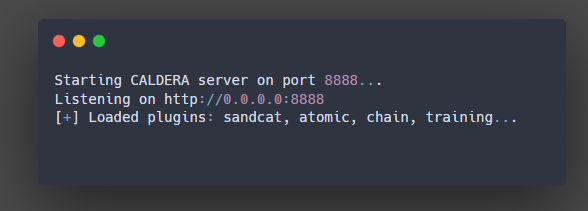 Starting CALDERA server on port 8888...
Listening on http://0.0.0.0:8888
[+] Loaded plugins: sandcat, atomic, chain, training...